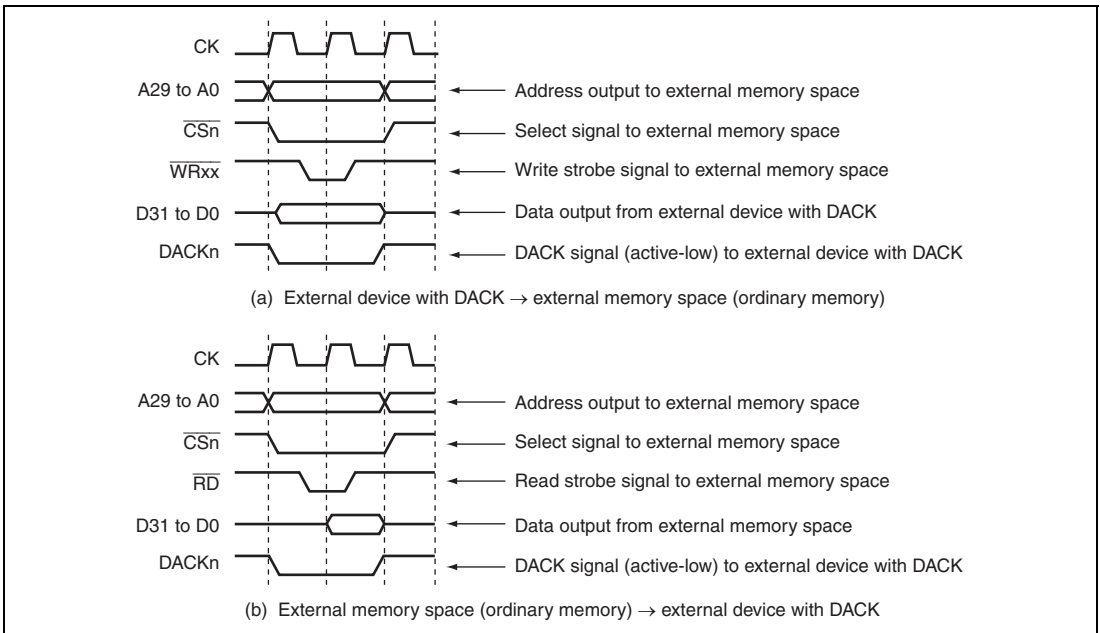 CK
A29 to A0 Address output to external memory space
CSn Select signal to external memory space
WRxx Write strobe signal to external memory space
D31 to D0 Data output from external device with DACK
DACKn DACK signal (active-low) to external device with DACK
(a) External device with DACK → external memory space (ordinary memory)
CK
A29 to A0 Address output to external memory space
CSn Select signal to external memory space
RD Read strobe signal to external memory space
D31 to D0 Data output from external memory space
DACKn DACK signal (active-low) to external device with DACK
(b) External memory space (ordinary memory) → external device with DACK